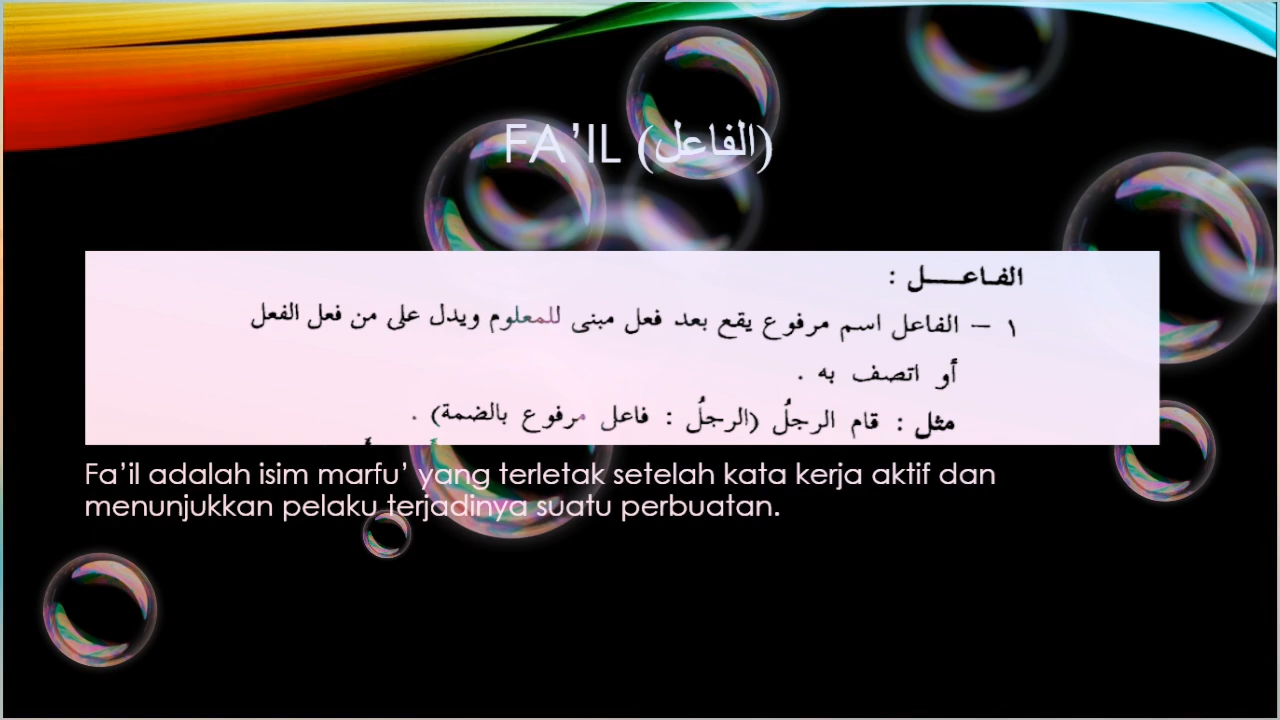 FA’IL (الفاعل)
الفـاعــــل :
١ – الفاعل اسم مرفوع يقع بعد فعل مبنى للمعلوم ويدل على من فعل الفعل
أو اتصف به .
مثل : قام الرجلُ (الرجلُ : فاعل مرفوع بالضمة) .
Fa’il adalah isim marfu’ yang terletak setelah kata kerja aktif dan
menunjukkan pelaku terjadinya suatu perbuatan.